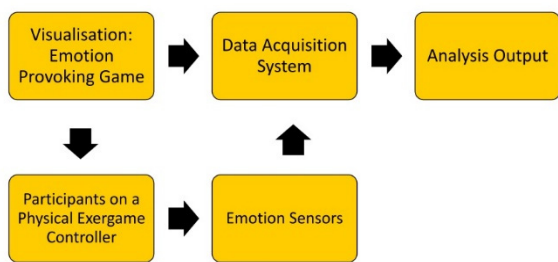 Visualisation:
Emotion
Provoking Game
Data Acquisition
System
Analysis Output
Participants on a
Physical Exergame
Controller
Emotion Sensors